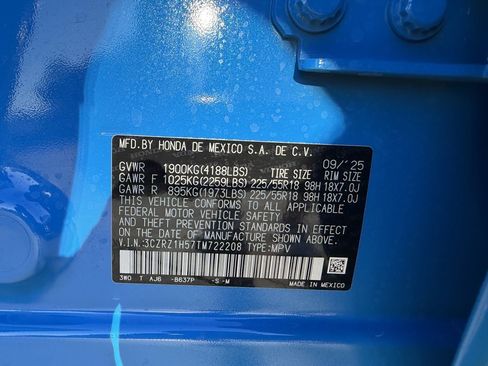 MFD.BY HONDA DE MEXICO S.A. DE C.V.
09/'25
GVWR 1900KG(4188LBS) TIRE SIZE RIM SIZE
GAWR F 1025KG(2259LBS) 225/55R18 98H 18X7.0J
GAWR R 895KG(1973LBS) 225/55R18 98H 18X7.0J
THIS VEHICLE CONFORMS TO ALL APPLICABLE
FEDERAL MOTOR VEHICLE SAFETY, BUMPER,
AND THEFT PREVENTION STANDARDS IN EFFECT
ON THE DATE OF MANUFACTURE SHOWN ABOVE.
V.I.N.:3CZRZ1H57TM722208 TYPE:MPV
3W0 T AJ6 -B637P -S-M
MADE IN MEXICO